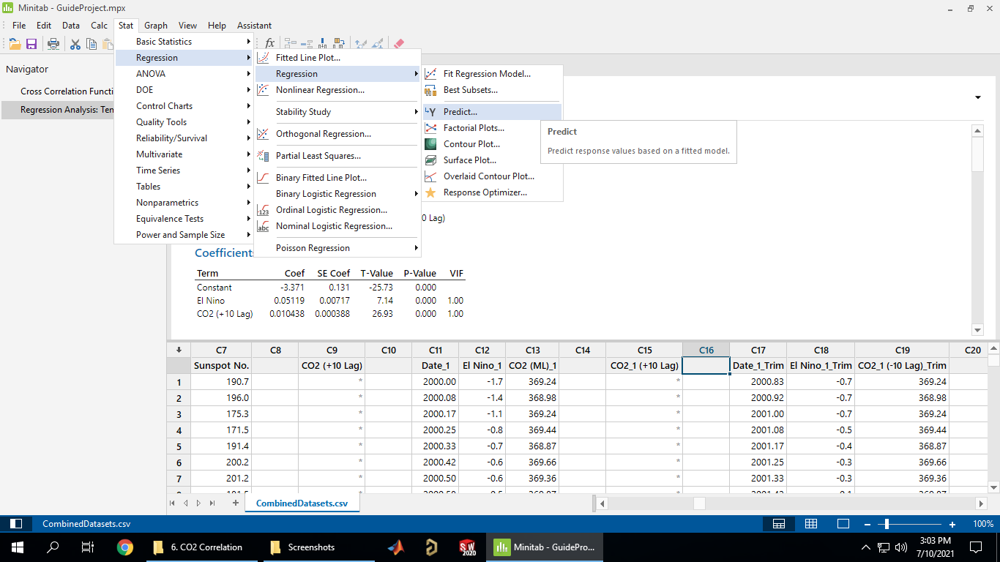 Minitab - GuideProject.mpx
File Edit Data Calc Stat Graph View Help Assistant
fx
Navigator
Cross Correlation Functi
Regression Analysis: Ten
Basic Statistics
Regression
ANOVA
DOE
Control Charts
Quality Tools
Reliability/Survival
Multivariate
Time Series
Tables
Nonparametrics
Equivalence Tests
Power and Sample Size
Fitted Line Plot...
Regression
Nonlinear Regression...
Stability Study
Orthogonal Regression...
Partial Least Squares...
Binary Fitted Line Plot...
Binary Logistic Regression
Ordinal Logistic Regression...
Nominal Logistic Regression...
Poisson Regression
Fit Regression Model...
Best Subsets...
Predict...
Factorial Plots...
Contour Plot...
Surface Plot...
Overlaid Contour Plot...
Response Optimizer...
Predict
Predict response values based on a fitted model.
0 Lag)
Coefficients
Term Coef SE Coef T-Value P-Value VIF
Constant -3.371 0.131 -25.73 0.000
El Nino 0.05119 0.00717 7.14 0.000 1.00
CO2 (+10 Lag) 0.010438 0.000388 26.93 0.000 1.00
C7 C8 C9 C10 C11 C12 C13 C14 C15 C16 C17 C18 C19 C20
Sunspot No. CO2 (+10 Lag) Date_1 El Nino_1 CO2 (ML)_1 CO2_1 (+10 Lag) Date_1_Trim El Nino_1_Trim CO2_1 (-10 Lag)_Trim
1 190.7 * 2000.00 -1.7 369.24 * 2000.83 -0.7 369.24
2 196.0 * 2000.08 -1.4 368.98 * 2000.92 -0.7 368.98
3 175.3 * 2000.17 -1.1 369.24 * 2001.00 -0.7 369.24
4 171.5 * 2000.25 -0.8 369.44 * 2001.08 -0.5 369.44
5 191.4 * 2000.33 -0.7 368.87 * 2001.17 -0.4 368.87
6 200.2 * 2000.42 -0.6 369.66 * 2001.25 -0.3 369.66
7 201.2 * 2000.50 -0.6 369.36 * 2001.33 -0.3 369.36
CombinedDatasets.csv
CombinedDatasets.csv
100%
6. CO2 Correlation
Screenshots
SW 2020
Minitab - GuidePro...
3:03 PM
7/10/2021